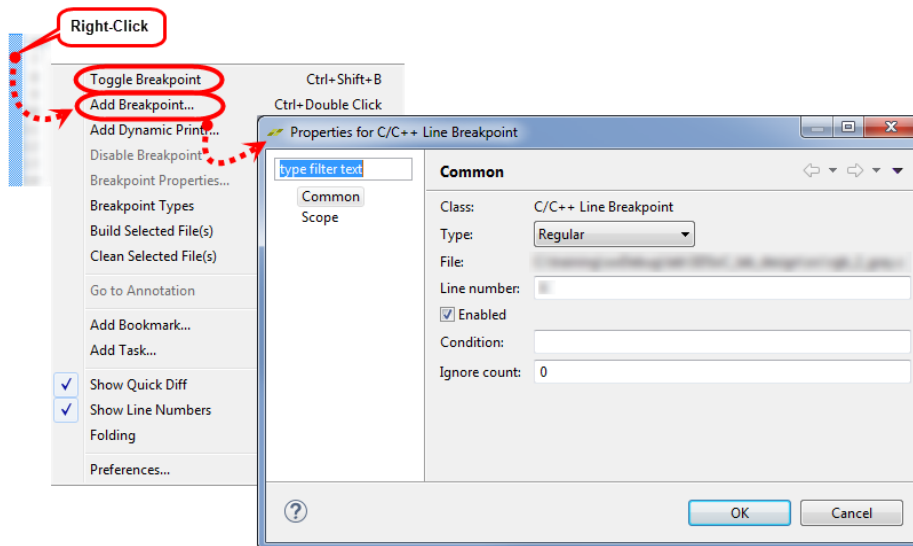 Right-Click
Toggle Breakpoint Ctrl+Shift+B
Add Breakpoint... Ctrl+Double Click
Add Dynamic Printf...
Disable Breakpoint
Breakpoint Properties...
Breakpoint Types
Build Selected File(s)
Clean Selected File(s)
Go to Annotation
Add Bookmark...
Add Task...
Show Quick Diff
Show Line Numbers
Folding
Preferences...
Properties for C/C++ Line Breakpoint
type filter text
Common
Scope
Common
Class: C/C++ Line Breakpoint
Type: Regular
File:
Line number:
Enabled
Condition:
Ignore count: 0
OK Cancel